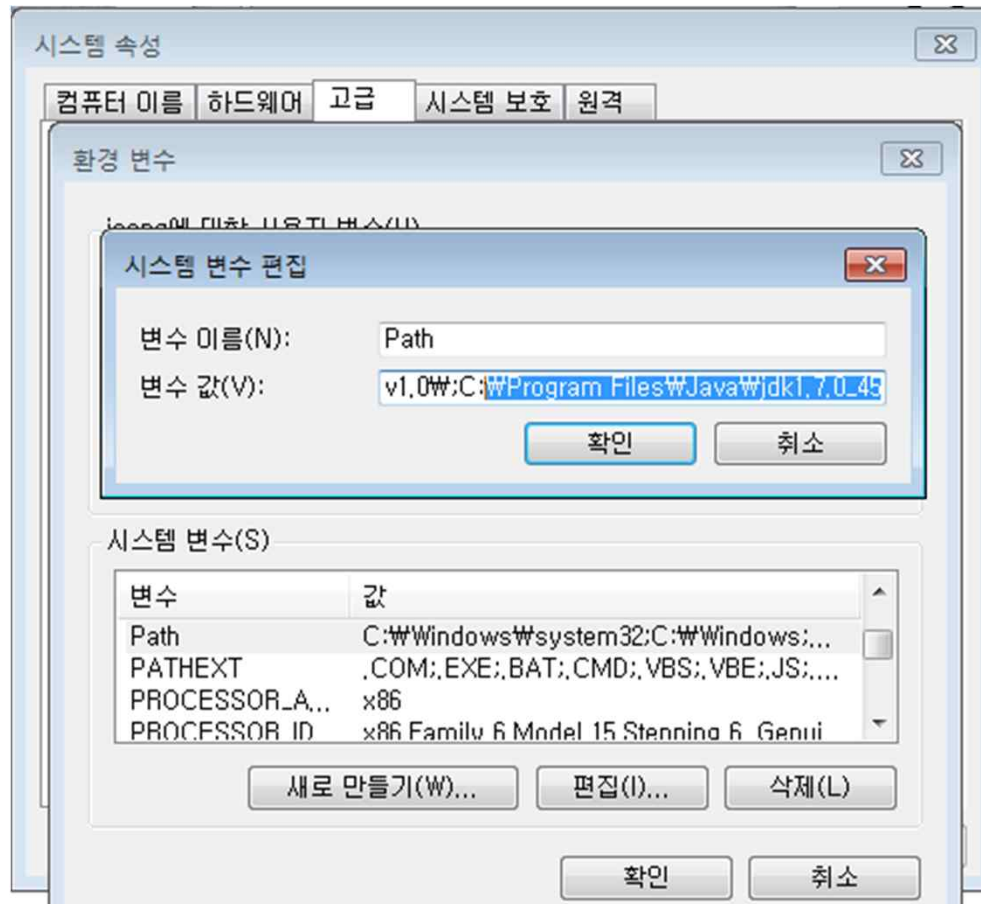 시스템 속성
컴퓨터 이름 하드웨어 고급 시스템 보호 원격
환경 변수
시스템 변수 편집
변수 이름(N): Path
변수 값(V): v1.0₩;C:₩Program Files₩Java₩jdk1.7.0_45
확인 취소
시스템 변수(S)
변수 값
Path C:₩Windows₩system32;C:₩Windows;...
PATHEXT .COM;.EXE;.BAT;.CMD;.VBS;.VBE;.JS;....
PROCESSOR_A... x86
PROCESSOR_ID x86 Family 6 Model 15 Stepping 6, Genui
새로 만들기(W)... 편집(I)... 삭제(L)
확인 취소